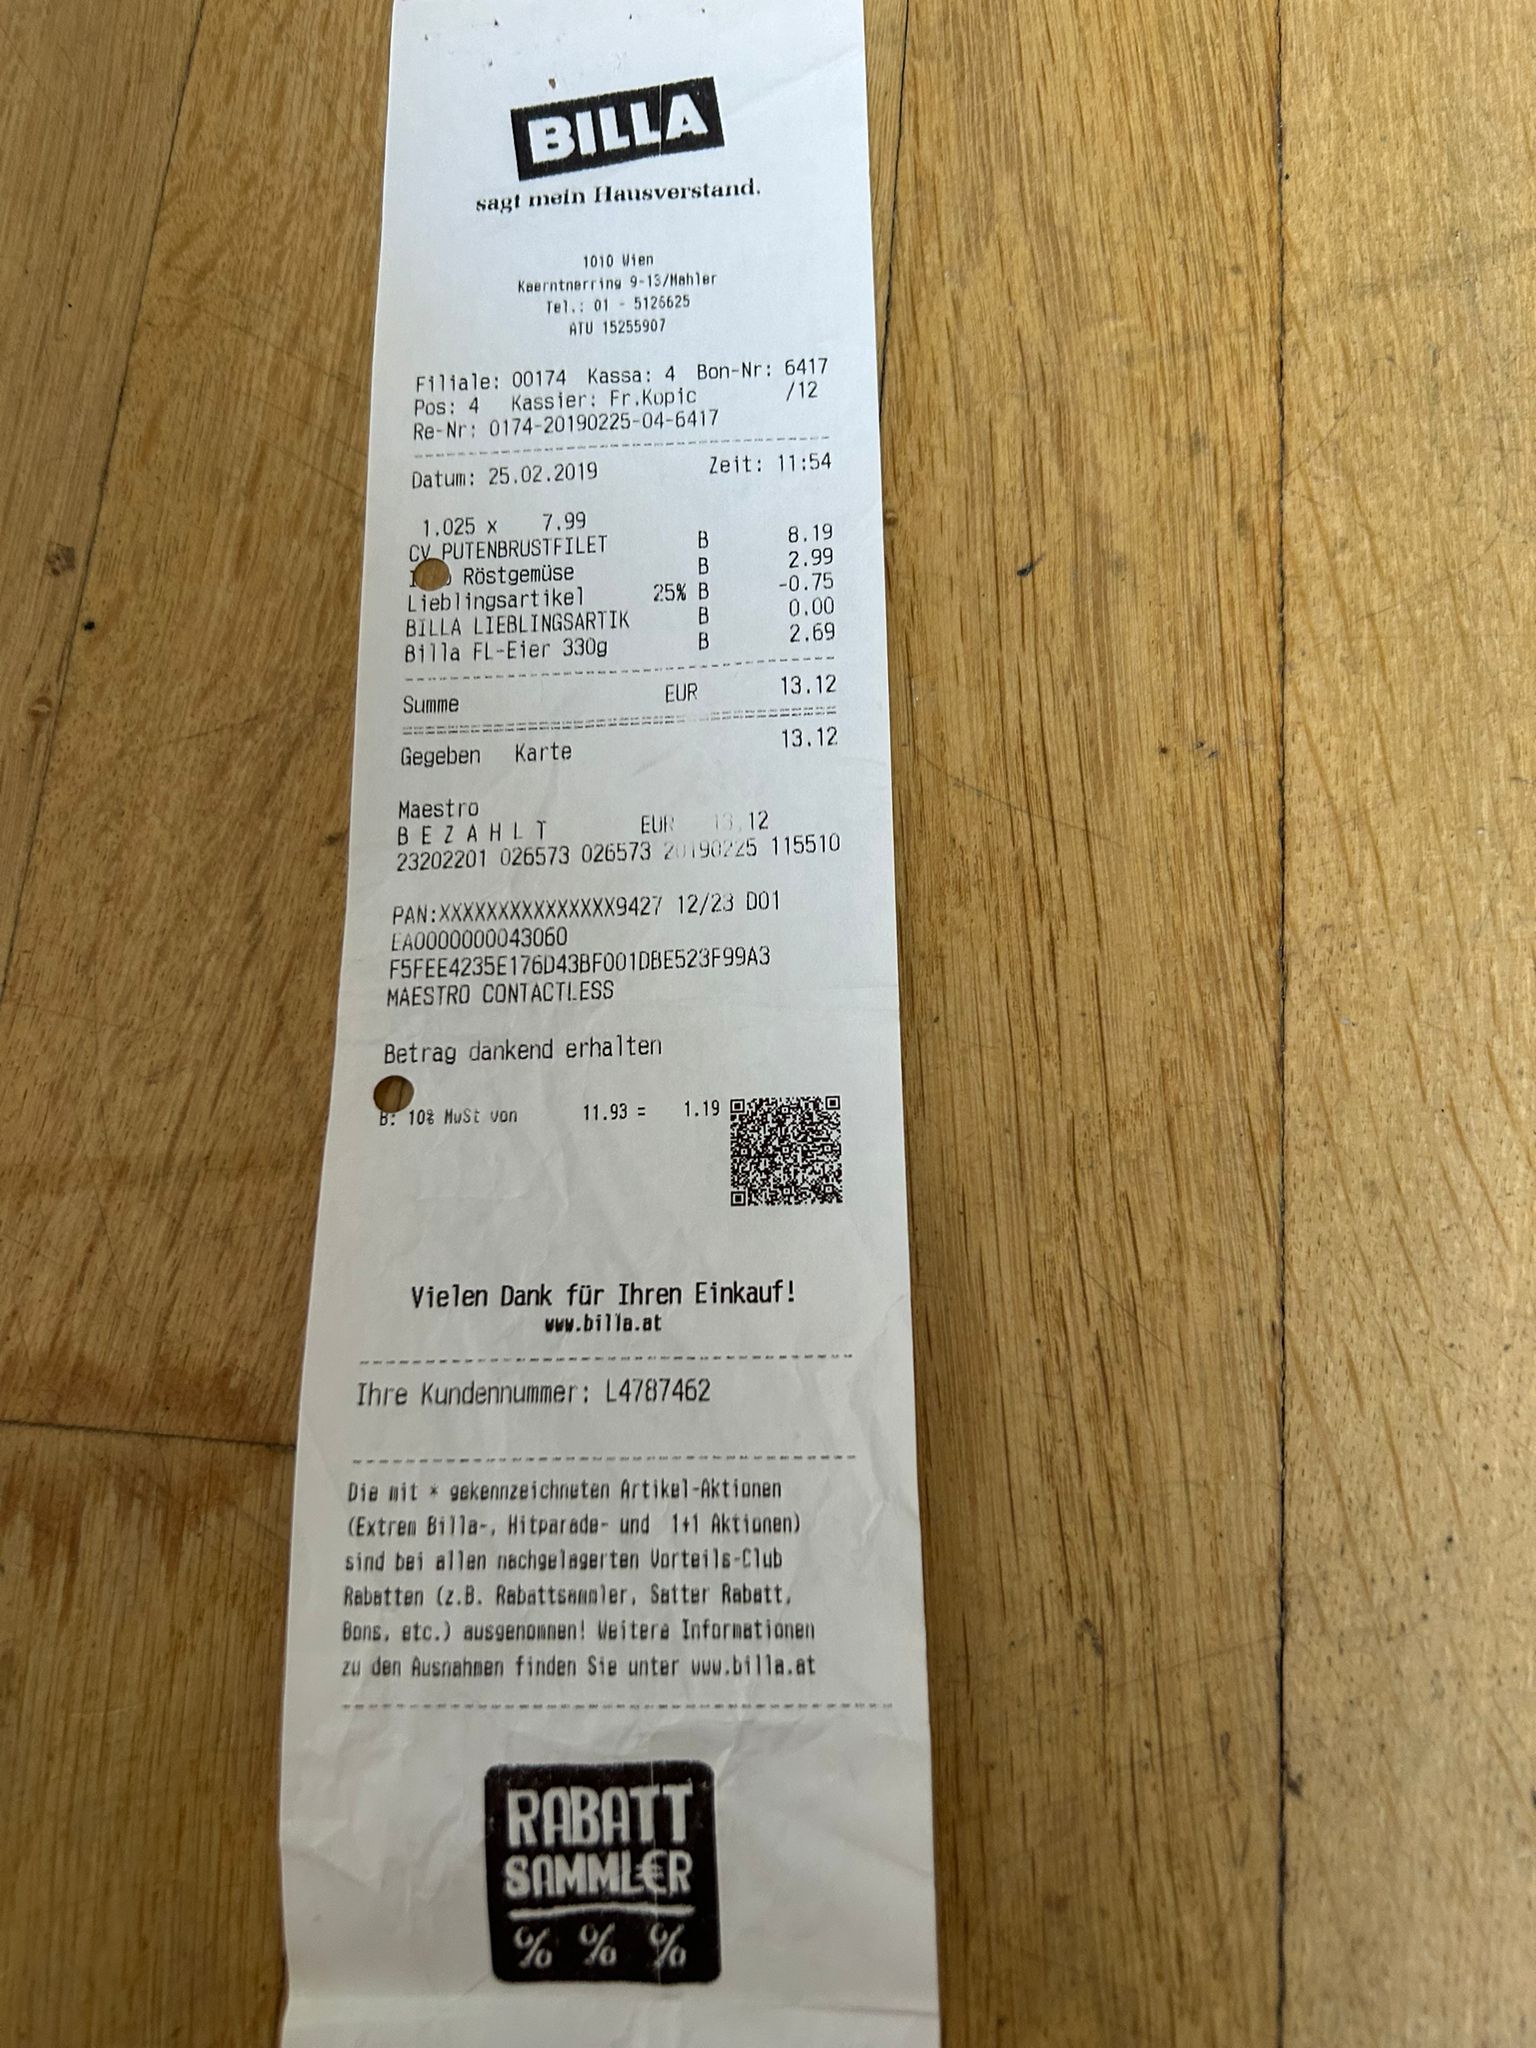 BILLA
sagt mein Hausverstand.
1010 Wien
Kaerntnerring 9-13/Mahler
Tel.: 01 - 5126625
ATU 15255907
Filiale: 00174 Kassa: 4 Bon-Nr: 6417
Pos: 4 Kassier: Fr.Kopic /12
Re-Nr: 0174-20190225-04-6417
Datum: 25.02.2019 Zeit: 11:54
1.025 x 7.99
CV PUTENBRUSTFILET B 8.19
Röstgemüse B 2.99
Lieblingsartikel 25% B -0.75
BILLA LIEBLINGSARTIK B 0.00
Billa FL-Eier 330g B 2.69
Summe EUR 13.12
Gegeben Karte 13.12
Maestro
B E Z A H L T EUR 13.12
23202201 026573 026573 20190225 115510
PAN:XXXXXXXXXXXXXXX9427 12/23 D01
EA0000000043060
F5FEE4235E176D43BF001DBE523F99A3
MAESTRO CONTACTLESS
Betrag dankend erhalten
B: 10% MwSt von 11.93 = 1.19
Vielen Dank für Ihren Einkauf!
www.billa.at
Ihre Kundennummer: L4787462
Die mit * gekennzeichneten Artikel-Aktionen
(Extrem Billa-, Hitparade- und 1+1 Aktionen)
sind bei allen nachgelagerten Vorteils-Club
Rabatten (z.B. Rabattsammler, Satter Rabatt,
Bons, etc.) ausgenommen! Weitere Informationen
zu den Ausnahmen finden Sie unter www.billa.at
RABATT
SAMML€R
% % %